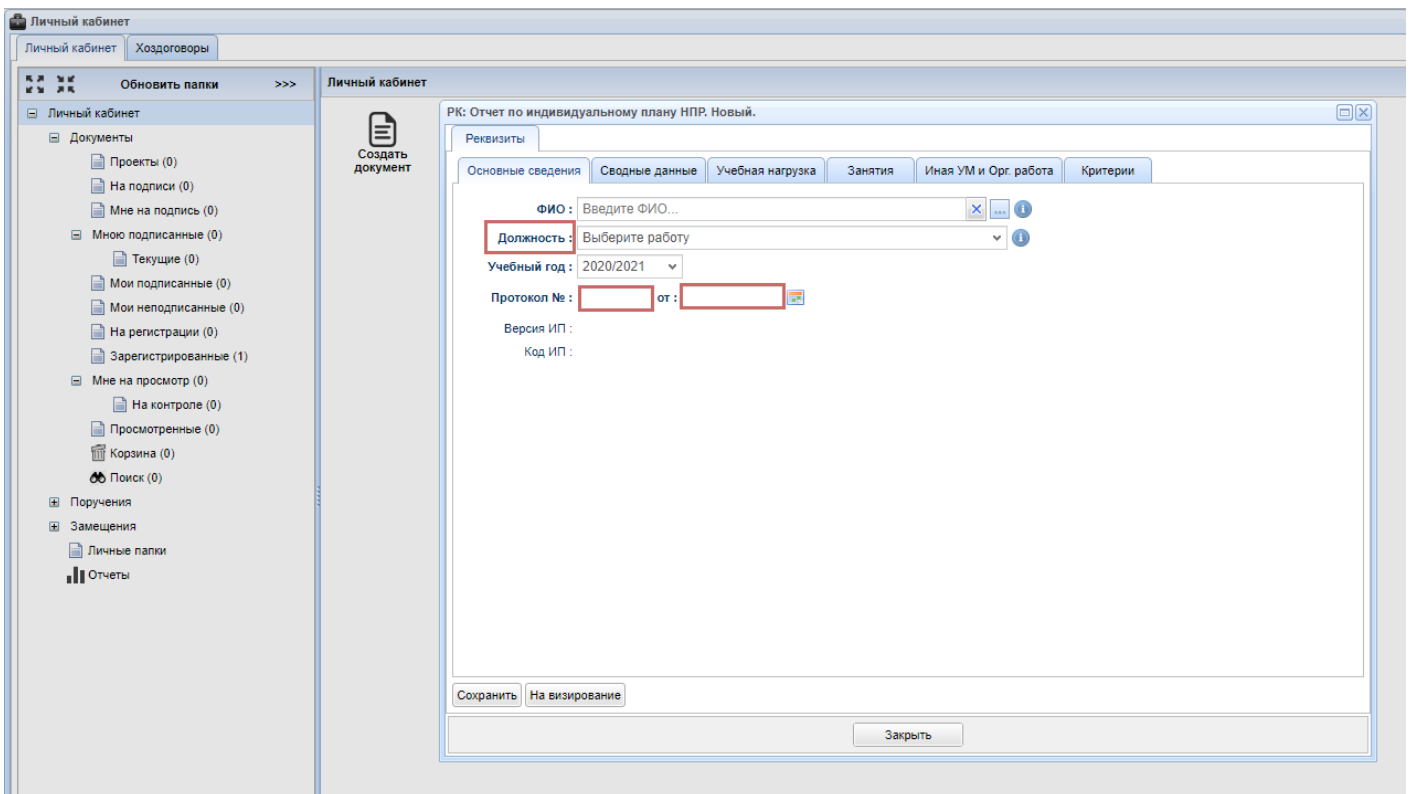 Личный кабинет
Личный кабинет Хоздоговоры
Обновить папки >>>
Личный кабинет
Документы
Проекты (0)
На подписи (0)
Мне на подпись (0)
Мною подписанные (0)
Текущие (0)
Мои подписанные (0)
Мои неподписанные (0)
На регистрации (0)
Зарегистрированные (1)
Мне на просмотр (0)
На контроле (0)
Просмотренные (0)
Корзина (0)
Поиск (0)
Поручения
Замещения
Личные папки
Отчеты
Личный кабинет
Создать
документ
РК: Отчет по индивидуальному плану НПР. Новый.
Реквизиты
Основные сведения Сводные данные Учебная нагрузка Занятия Иная УМ и Орг. работа Критерии
ФИО : Введите ФИО... ...
Должность : Выберите работу
Учебный год : 2020/2021
Протокол № : от :
Версия ИП :
Код ИП :
Сохранить На визирование
Закрыть